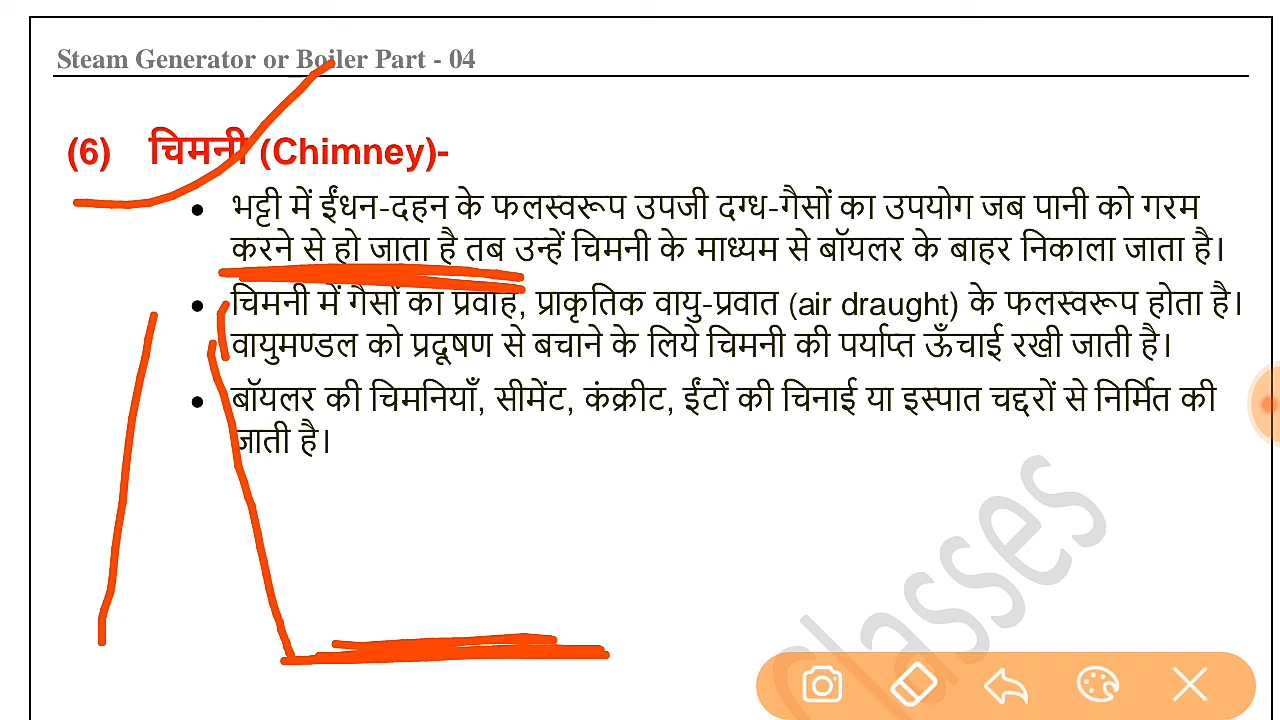 Steam Generator or Boiler Part - 04
(6) चिमनी (Chimney)-
• भट्टी में ईंधन-दहन के फलस्वरूप उपजी दग्ध-गैसों का उपयोग जब पानी को गरम
करने से हो जाता है तब उन्हें चिमनी के माध्यम से बॉयलर के बाहर निकाला जाता है।
• चिमनी में गैसों का प्रवाह, प्राकृतिक वायु-प्रवात (air draught) के फलस्वरूप होता है।
वायुमण्डल को प्रदूषण से बचाने के लिये चिमनी की पर्याप्त ऊँचाई रखी जाती है।
• बॉयलर की चिमनियाँ, सीमेंट, कंक्रीट, ईंटों की चिनाई या इस्पात चद्दरों से निर्मित की
जाती है।
Classes